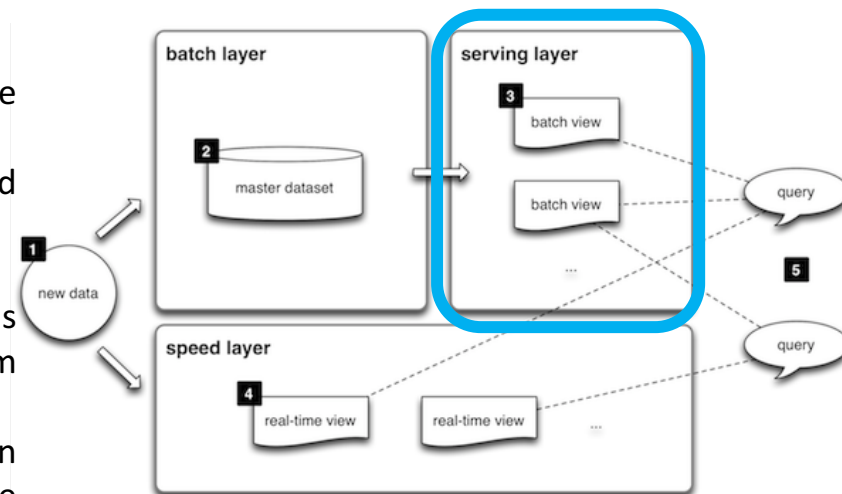 batch layer
serving layer
3
batch view
2
master dataset
batch view
query
1
new data
...
5
speed layer
query
4
real-time view
real-time view
...